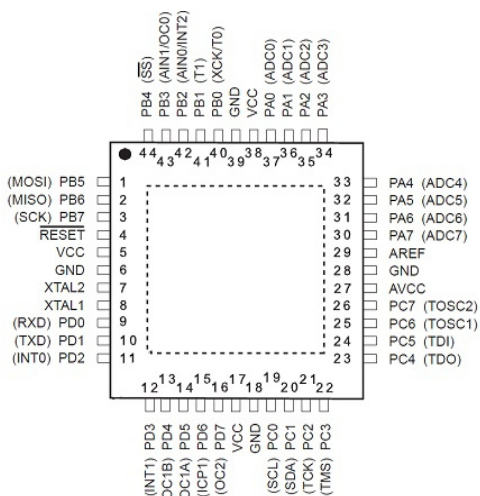 PB4 (SS)
PB3 (AIN1/OC0)
PB2 (AIN0/INT2)
PB1 (T1)
PB0 (XCK/T0)
GND
VCC
PA0 (ADC0)
PA1 (ADC1)
PA2 (ADC2)
PA3 (ADC3)
44 43 42 41 40 39 38 37 36 35 34
(MOSI) PB5 1
(MISO) PB6 2
(SCK) PB7 3
RESET 4
VCC 5
GND 6
XTAL2 7
XTAL1 8
(RXD) PD0 9
(TXD) PD1 10
(INT0) PD2 11
33 PA4 (ADC4)
32 PA5 (ADC5)
31 PA6 (ADC6)
30 PA7 (ADC7)
29 AREF
28 GND
27 AVCC
26 PC7 (TOSC2)
25 PC6 (TOSC1)
24 PC5 (TDI)
23 PC4 (TDO)
12 13 14 15 16 17 18 19 20 21 22
(INT1) PD3
OC1B) PD4
OC1A) PD5
(ICP1) PD6
(OC2) PD7
VCC
GND
(SCL) PC0
(SDA) PC1
(TCK) PC2
(TMS) PC3